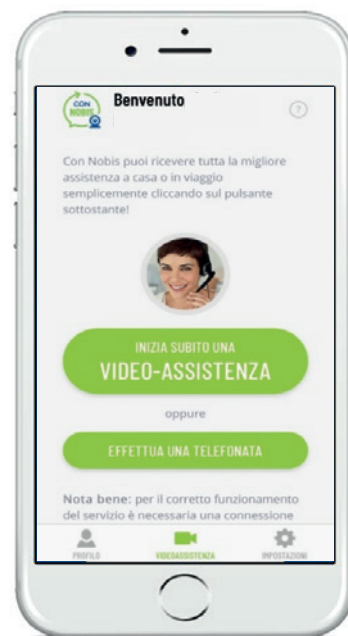 CON
NOBIS
Benvenuto
?
Con Nobis puoi ricevere tutta la migliore
assistenza a casa o in viaggio
semplicemente cliccando sul pulsante
sottostante!
INIZIA SUBITO UNA
VIDEO-ASSISTENZA
oppure
EFFETTUA UNA TELEFONATA
Nota bene: per il corretto funzionamento
del servizio è necessaria una connessione
PROFILO VIDEOASSISTENZA IMPOSTAZIONI